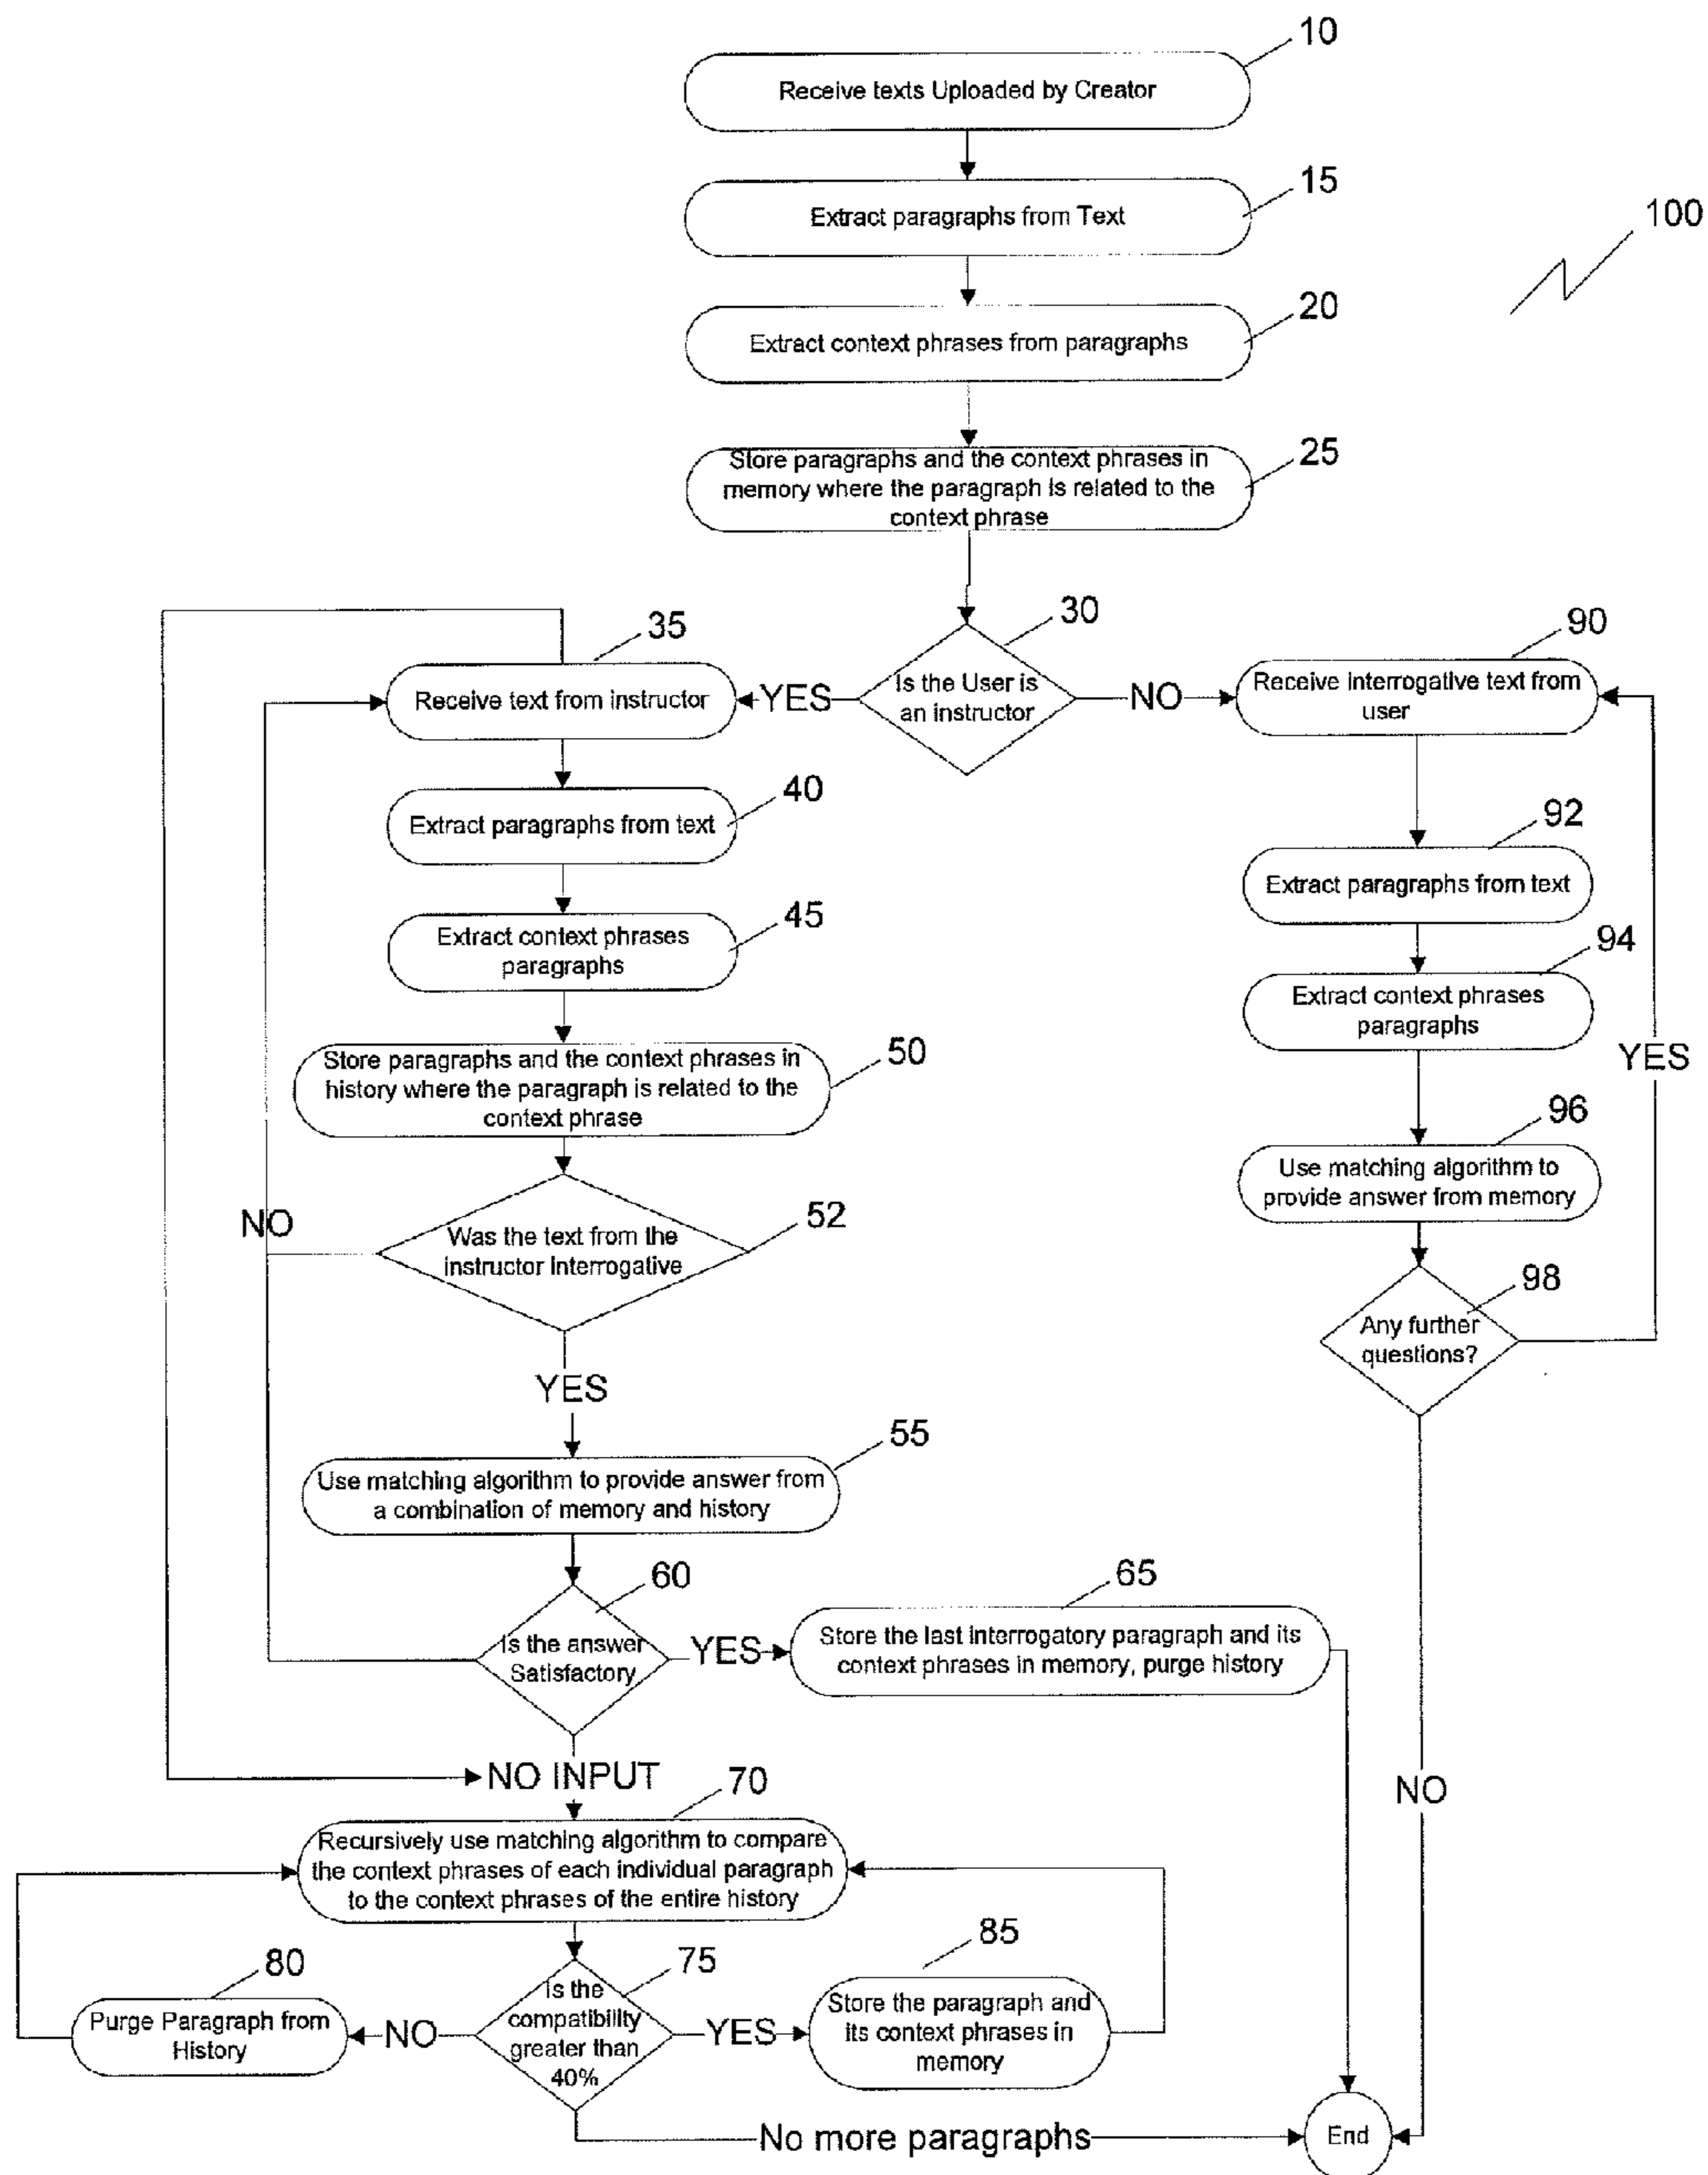 10
Receive texts Uploaded by Creator
15
Extract paragraphs from Text
100
20
Extract context phrases from paragraphs
25
Store paragraphs and the context phrases in
memory where the paragraph is related to the
context phrase
30
Is the User is
an instructor
YES
NO
35
Receive text from instructor
90
Receive interrogative text from
user
40
Extract paragraphs from text
92
Extract paragraphs from text
45
Extract context phrases
paragraphs
94
Extract context phrases
paragraphs
YES
50
Store paragraphs and the context phrases in
history where the paragraph is related to the
context phrase
96
Use matching algorithm to
provide answer from memory
52
Was the text from the
instructor Interrogative
NO
YES
98
Any further
questions?
NO
55
Use matching algorithm to provide answer from
a combination of memory and history
60
Is the answer
Satisfactory
YES
65
Store the last interrogatory paragraph and its
context phrases in memory, purge history
NO INPUT
70
Recursively use matching algorithm to compare
the context phrases of each individual paragraph
to the context phrases of the entire history
75
Is the
compatibility
greater than
40%
NO
80
Purge Paragraph from
History
YES
85
Store the paragraph and
its context phrases in
memory
No more paragraphs
End